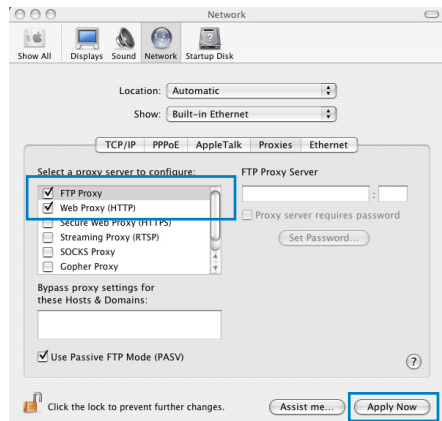 Network
Show All Displays Sound Network Startup Disk
Location: Automatic
Show: Built-in Ethernet
TCP/IP PPPoE AppleTalk Proxies Ethernet
Select a proxy server to configure: FTP Proxy Server
FTP Proxy
:
Web Proxy (HTTP)
Proxy server requires password
Secure Web Proxy (HTTPS)
Streaming Proxy (RTSP)
Set Password...
SOCKS Proxy
Gopher Proxy
Bypass proxy settings for
these Hosts & Domains:
Use Passive FTP Mode (PASV)
?
Click the lock to prevent further changes.
Assist me... Apply Now